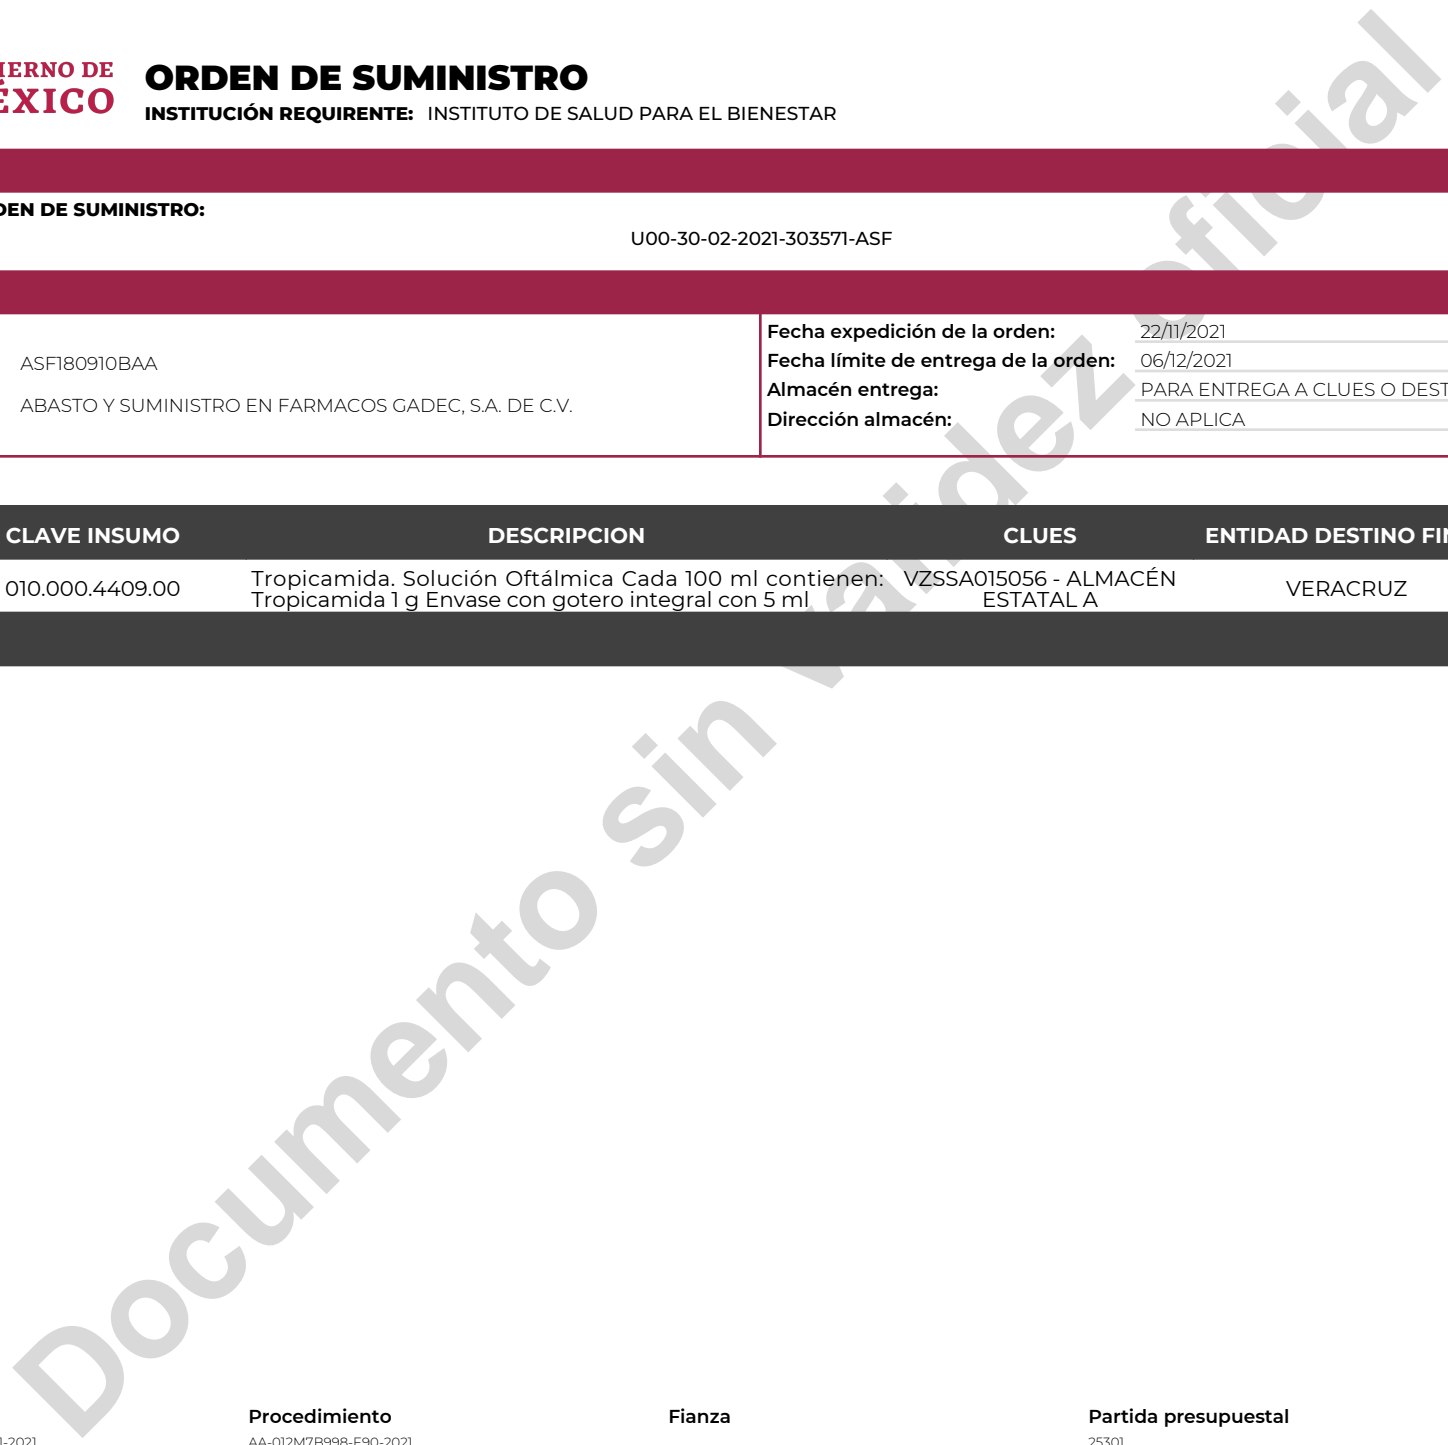 IERNO DE
ÉXICO
ORDEN DE SUMINISTRO
INSTITUCIÓN REQUIRENTE: INSTITUTO DE SALUD PARA EL BIENESTAR
DEN DE SUMINISTRO:
U00-30-02-2021-303571-ASF
ASF180910BAA
ABASTO Y SUMINISTRO EN FARMACOS GADEC, S.A. DE C.V.
Fecha expedición de la orden: 22/11/2021
Fecha límite de entrega de la orden: 06/12/2021
Almacén entrega: PARA ENTREGA A CLUES O DEST
Dirección almacén: NO APLICA
CLAVE INSUMO DESCRIPCION CLUES ENTIDAD DESTINO FIN
010.000.4409.00 Tropicamida. Solución Oftálmica Cada 100 ml contienen: VZSSA015056 - ALMACÉN VERACRUZ
Tropicamida 1 g Envase con gotero integral con 5 ml ESTATAL A
Documento sin validez oficial
Procedimiento Fianza Partida presupuestal
1-2021 AA-012M7B998-E90-2021 25301